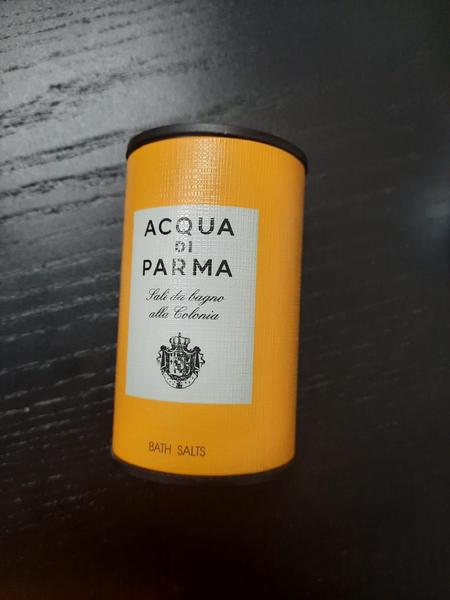 ACQUA
DI
PARMA
Sali da bagno
alla Colonia
BATH SALTS